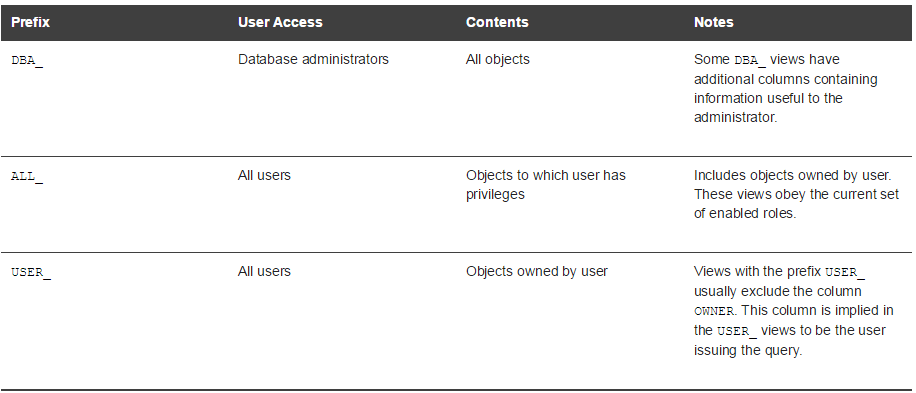 Prefix User Access Contents Notes
DBA_ Database administrators All objects Some DBA_ views have
additional columns containing
information useful to the
administrator.
ALL_ All users Objects to which user has Includes objects owned by user.
privileges These views obey the current set
of enabled roles.
USER_ All users Objects owned by user Views with the prefix USER_
usually exclude the column
OWNER. This column is implied in
the USER_ views to be the user
issuing the query.